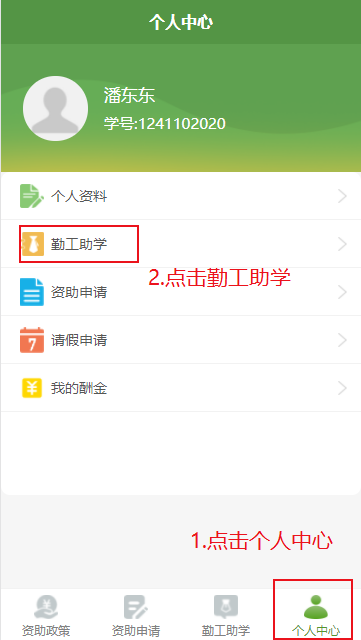 个人中心
潘东东
学号:1241102020
个人资料
勤工助学
2.点击勤工助学
资助申请
7
请假申请
我的酬金
1.点击个人中心
资助政策
资助申请
勤工助学
个人中心